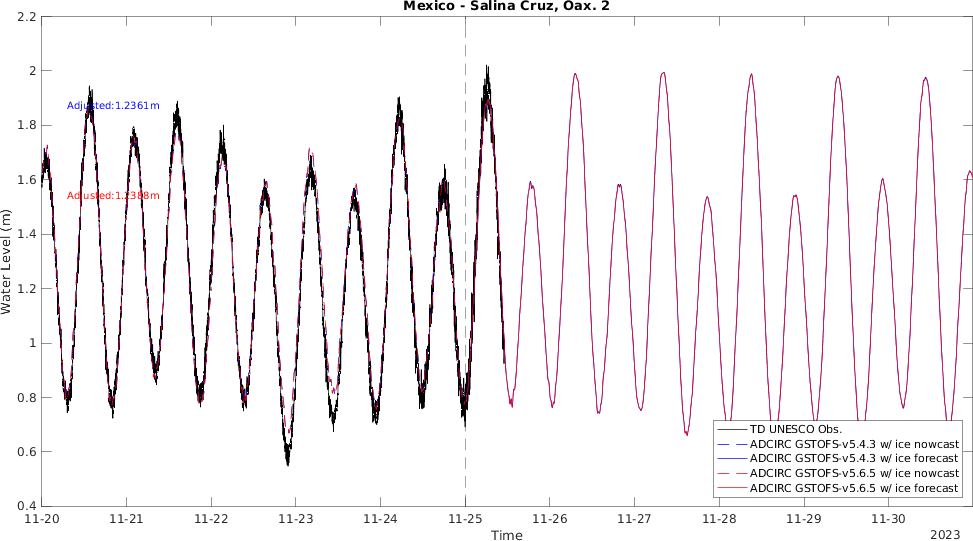 Mexico - Salina Cruz, Oax. 2
2.2
2
1.8
1.6
1.4
1.2
1
0.8
0.6
0.4
Water Level (m)
Adjusted:1.2361m
Adjusted:1.2388m
TD UNESCO Obs.
ADCIRC GSTOFS-v5.4.3 w/ ice nowcast
ADCIRC GSTOFS-v5.4.3 w/ ice forecast
ADCIRC GSTOFS-v5.6.5 w/ ice nowcast
ADCIRC GSTOFS-v5.6.5 w/ ice forecast
11-20 11-21 11-22 11-23 11-24 11-25 11-26 11-27 11-28 11-29 11-30
Time
2023